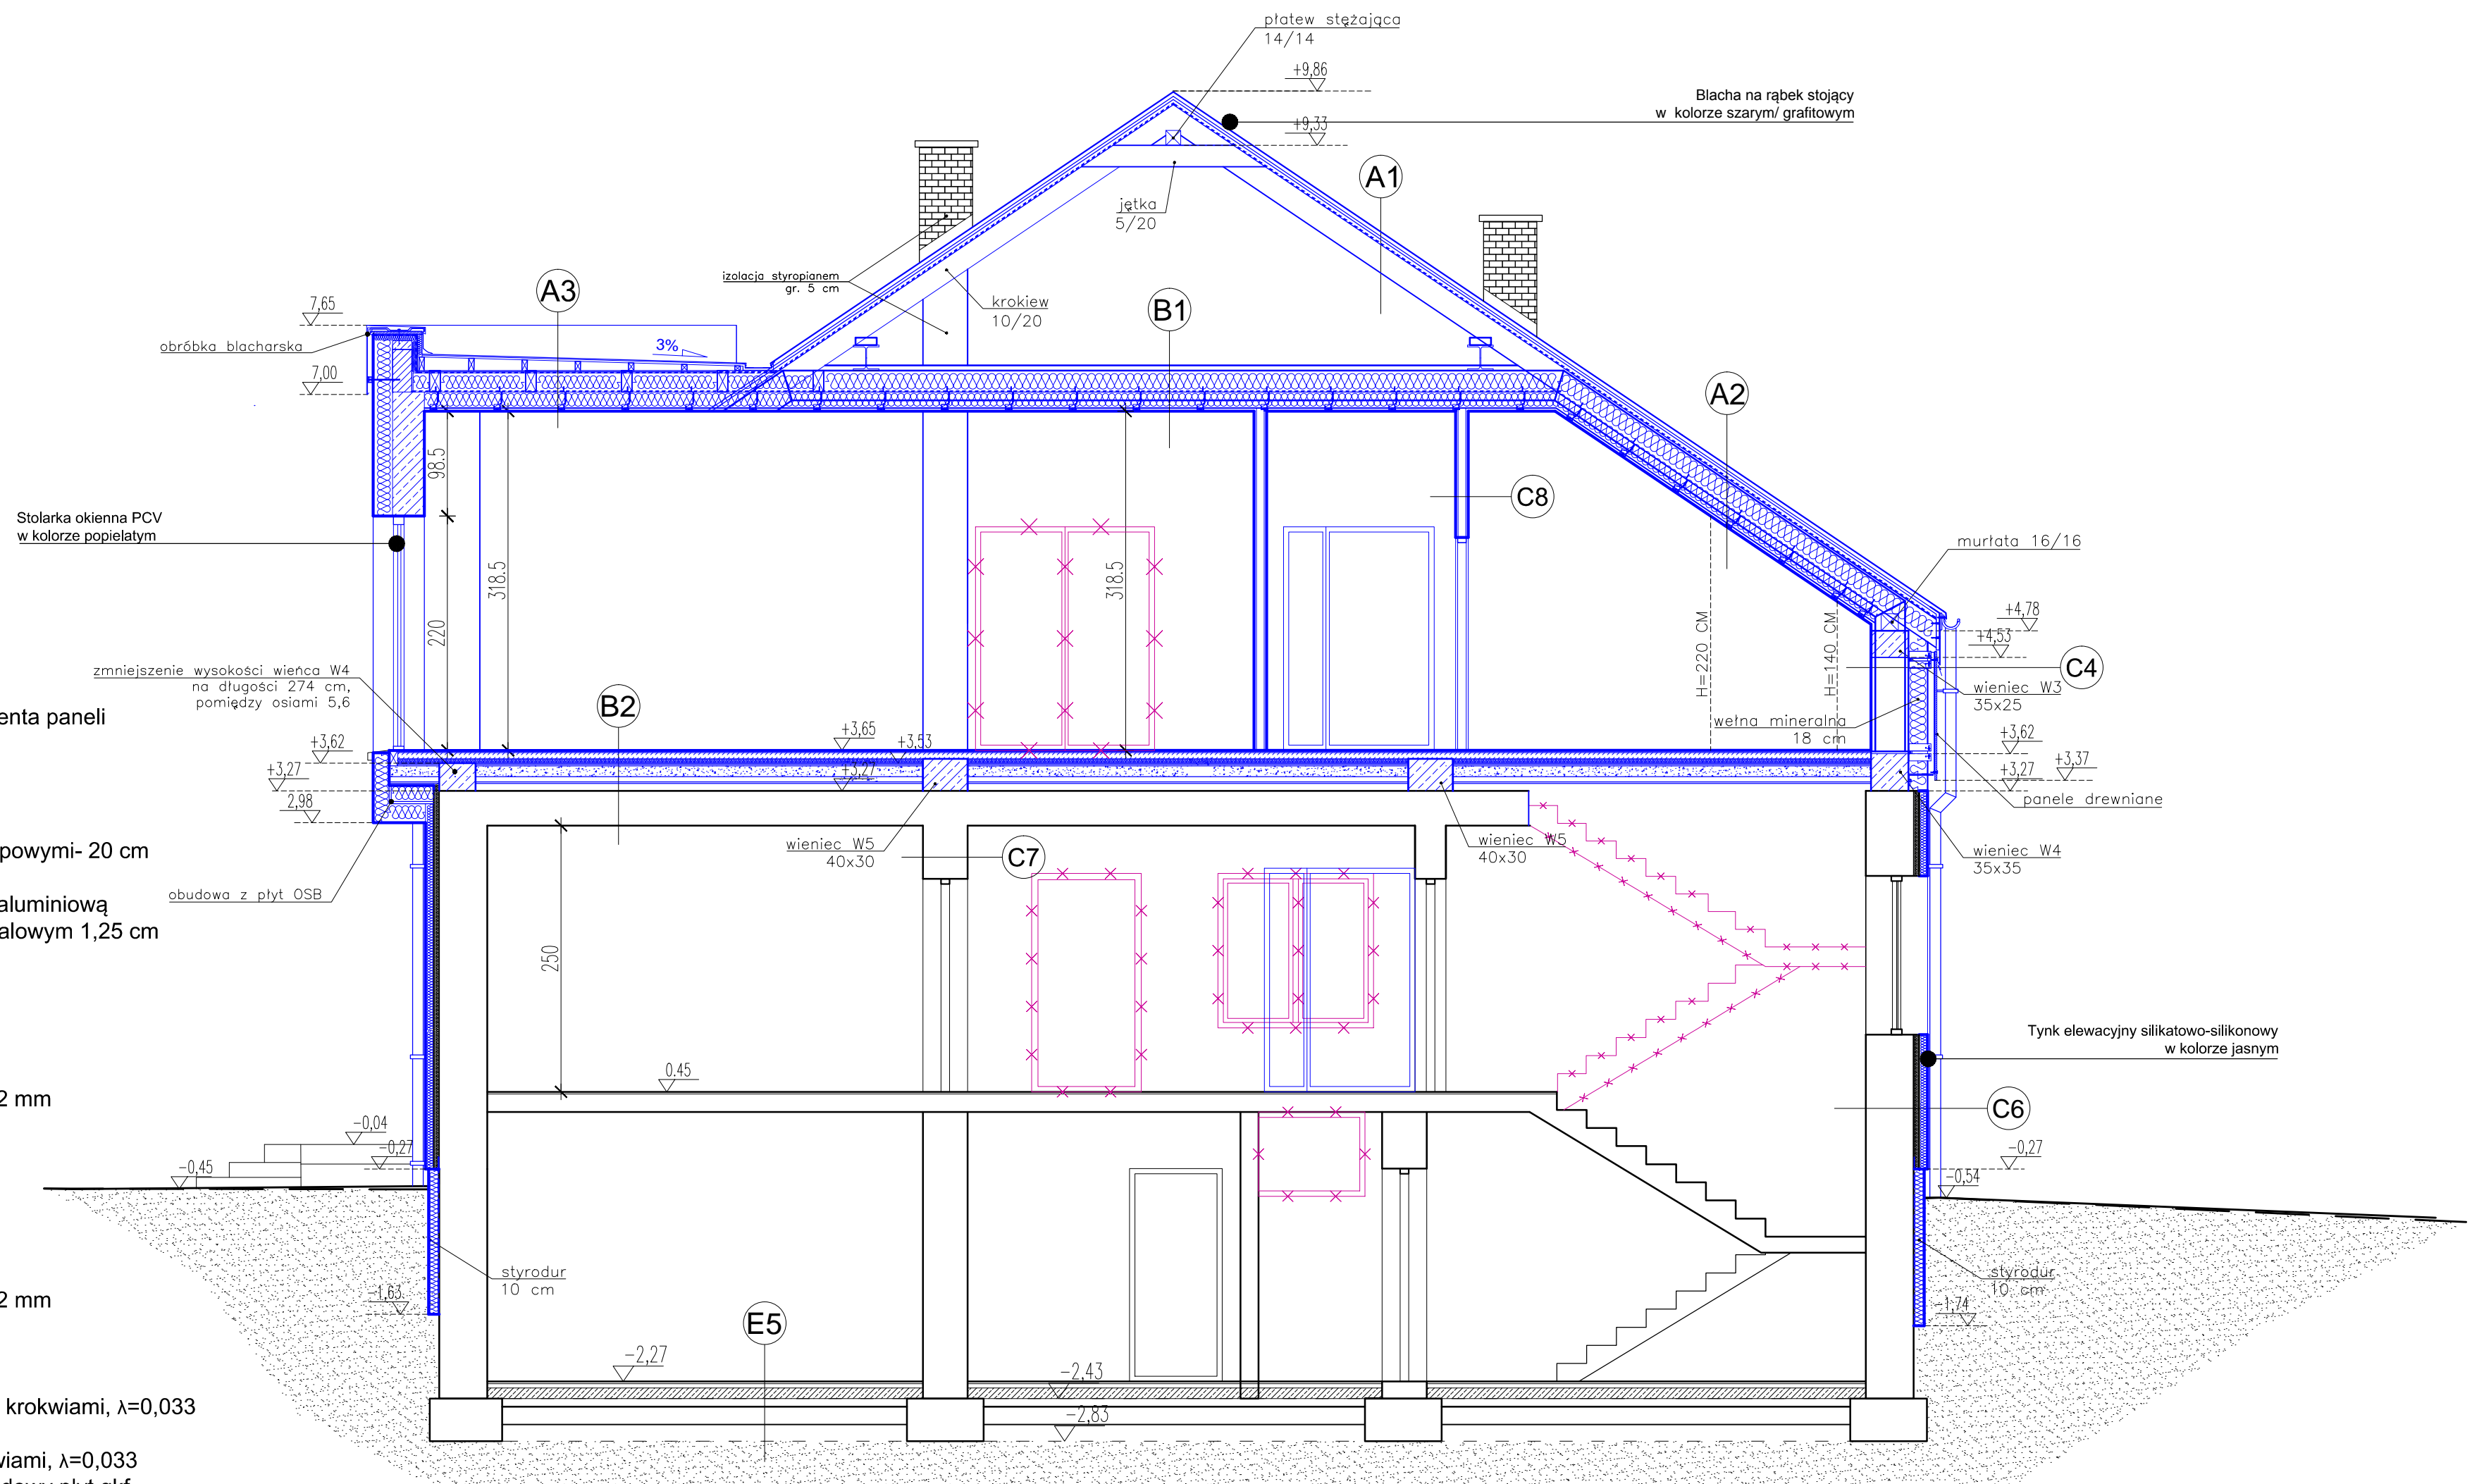 płatew stężająca
14/14
+9,86
Blacha na rąbek stojący
w kolorze szarym/ grafitowym
+9,33
A1
jętka
5/20
izolacja styropianem
gr. 5 cm
krokiew
10/20
A3
B1
7,65
obróbka blacharska
3%
7,00
A2
98.5
C8
Stolarka okienna PCV
w kolorze popielatym
murłata 16/16
318.5
318.5
220
+4,78
+4,53
H=220 CM
H=140 CM
C4
zmniejszenie wysokości wieńca W4
na długości 274 cm,
pomiędzy osiami 5,6
wieniec W3
35x25
B2
enta paneli
wełna mineralna
18 cm
+3,65
+3,53
+3,62
+3,62
+3,27
+3,27
+3,37
+3,27
2,98
panele drewniane
wieniec W5
40x30
C7
wieniec W5
40x30
wieniec W4
35x35
powymi- 20 cm
obudowa z płyt OSB
aluminiową
alowym 1,25 cm
250
Tynk elewacyjny silikatowo-silikonowy
w kolorze jasnym
0.45
2 mm
C6
-0,04
-0,27
-0,45
-0,27
-0,54
styrodur
10 cm
styrodur
10 cm
-1,63
-1,74
2 mm
E5
-2,27
-2,43
-2,83
krokwiami, λ=0,033
wiami, λ=0,033